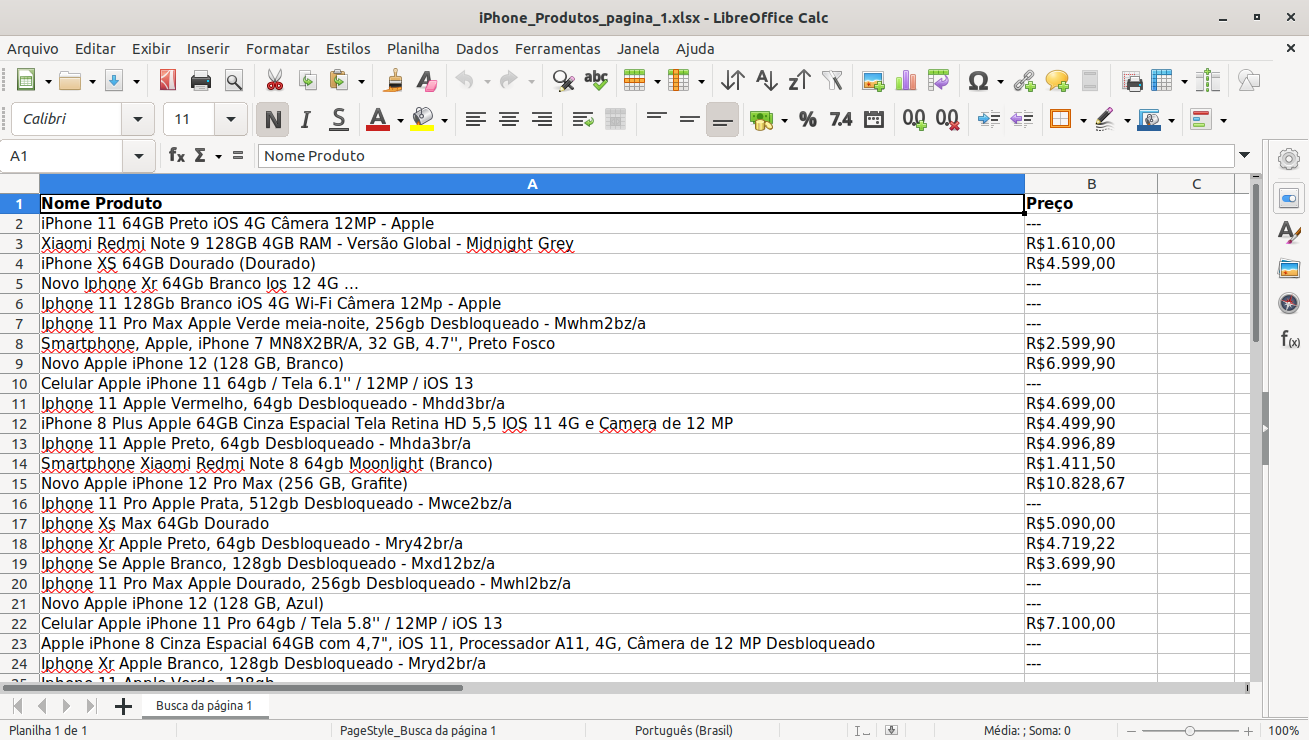 iPhone_Produtos_pagina_1.xlsx - LibreOffice Calc
Arquivo Editar Exibir Inserir Formatar Estilos Planilha Dados Ferramentas Janela Ajuda
Calibri 11 N I S A % 7.4 0,0 0,0
A1 fx Σ = Nome Produto
A B C
1 Nome Produto Preço
2 iPhone 11 64GB Preto iOS 4G Câmera 12MP - Apple ---
3 Xiaomi Redmi Note 9 128GB 4GB RAM - Versão Global - Midnight Grey R$1.610,00
4 iPhone XS 64GB Dourado (Dourado) R$4.599,00
5 Novo Iphone Xr 64Gb Branco Ios 12 4G ... ---
6 Iphone 11 128Gb Branco iOS 4G Wi-Fi Câmera 12Mp - Apple ---
7 Iphone 11 Pro Max Apple Verde meia-noite, 256gb Desbloqueado - Mwhm2bz/a ---
8 Smartphone, Apple, iPhone 7 MN8X2BR/A, 32 GB, 4.7'', Preto Fosco R$2.599,90
9 Novo Apple iPhone 12 (128 GB, Branco) R$6.999,90
10 Celular Apple iPhone 11 64gb / Tela 6.1'' / 12MP / iOS 13 ---
11 Iphone 11 Apple Vermelho, 64gb Desbloqueado - Mhdd3br/a R$4.699,00
12 iPhone 8 Plus Apple 64GB Cinza Espacial Tela Retina HD 5,5 IOS 11 4G e Camera de 12 MP R$4.499,90
13 Iphone 11 Apple Preto, 64gb Desbloqueado - Mhda3br/a R$4.996,89
14 Smartphone Xiaomi Redmi Note 8 64gb Moonlight (Branco) R$1.411,50
15 Novo Apple iPhone 12 Pro Max (256 GB, Grafite) R$10.828,67
16 Iphone 11 Pro Apple Prata, 512gb Desbloqueado - Mwce2bz/a ---
17 Iphone Xs Max 64Gb Dourado R$5.090,00
18 Iphone Xr Apple Preto, 64gb Desbloqueado - Mry42br/a R$4.719,22
19 Iphone Se Apple Branco, 128gb Desbloqueado - Mxd12bz/a R$3.699,90
20 Iphone 11 Pro Max Apple Dourado, 256gb Desbloqueado - Mwhl2bz/a ---
21 Novo Apple iPhone 12 (128 GB, Azul) ---
22 Celular Apple iPhone 11 Pro 64gb / Tela 5.8'' / 12MP / iOS 13 R$7.100,00
23 Apple iPhone 8 Cinza Espacial 64GB com 4,7", iOS 11, Processador A11, 4G, Câmera de 12 MP Desbloqueado ---
24 Iphone Xr Apple Branco, 128gb Desbloqueado - Mryd2br/a ---
25 Iphone 11 Apple Verde, 128gb
Busca da página 1
Planilha 1 de 1 PageStyle_Busca da página 1 Português (Brasil) Média: ; Soma: 0 100%